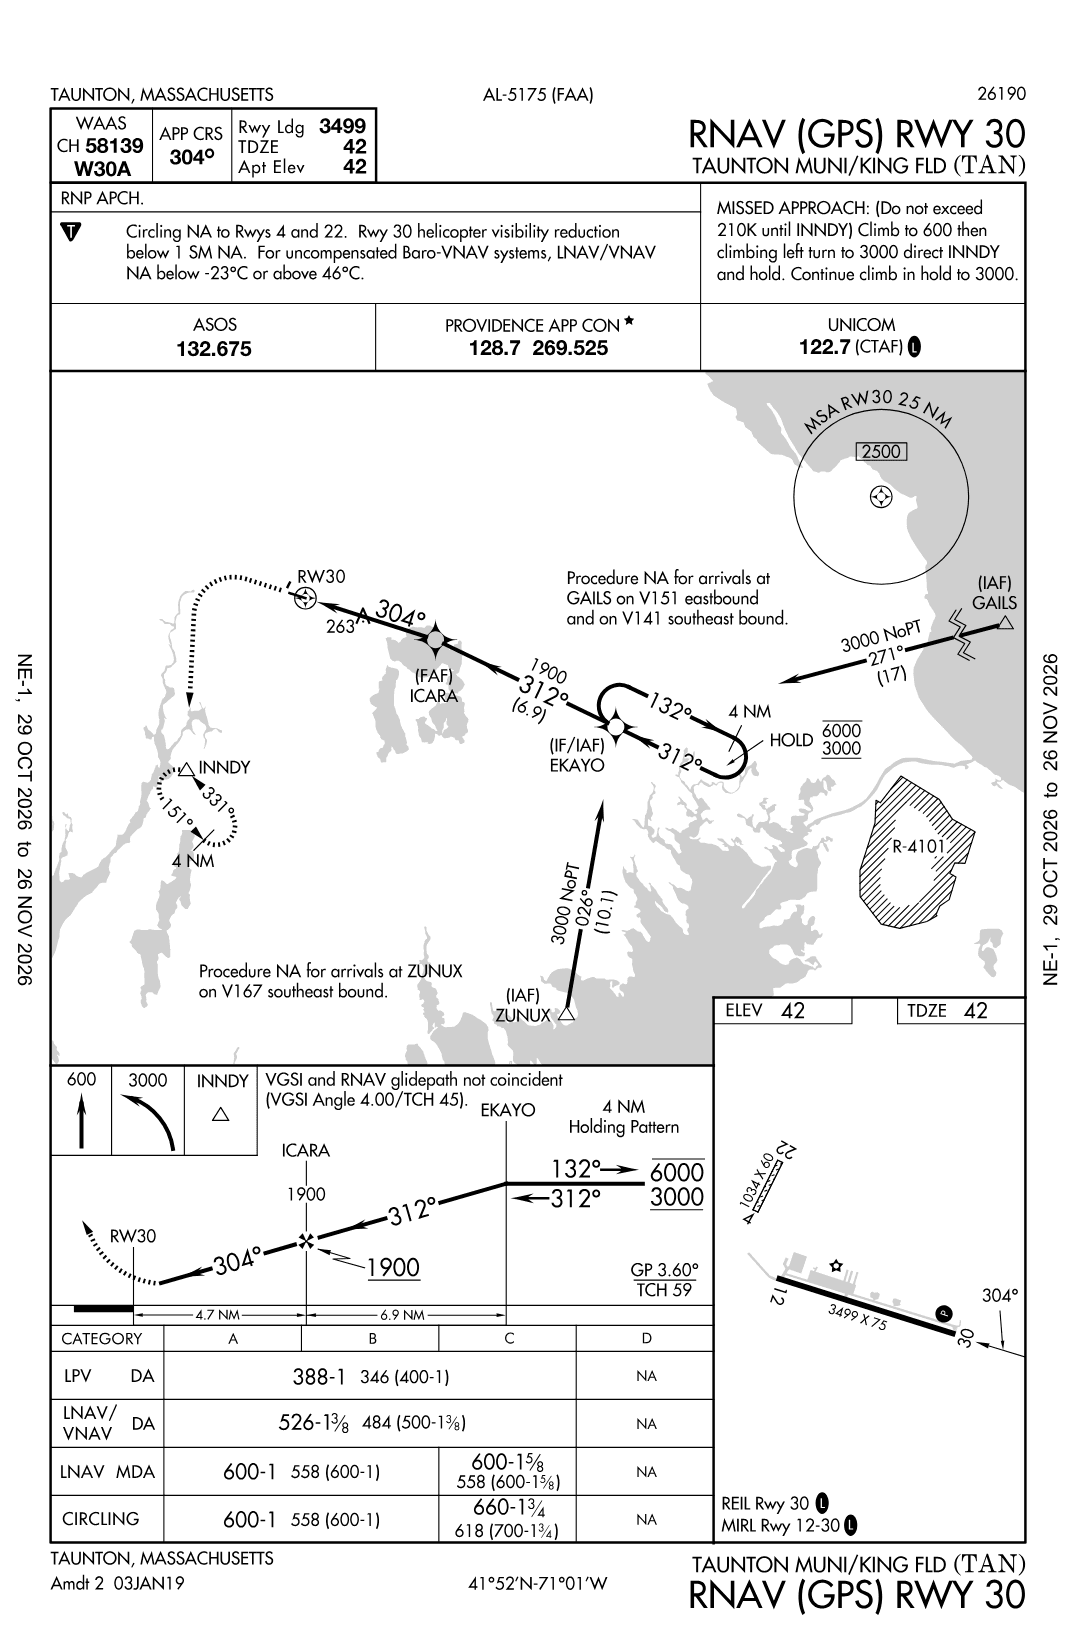 TAUNTON, MASSACHUSETTS
AL-5175 (FAA)
26190
WAAS
CH 58139
W30A
APP CRS
304°
Rwy Ldg 3499
TDZE 42
Apt Elev 42
RNAV (GPS) RWY 30
TAUNTON MUNI/KING FLD (TAN)
RNP APCH.
T
Circling NA to Rwys 4 and 22. Rwy 30 helicopter visibility reduction
below 1 SM NA. For uncompensated Baro-VNAV systems, LNAV/VNAV
NA below -23°C or above 46°C.
MISSED APPROACH: (Do not exceed
210K until INNDY) Climb to 600 then
climbing left turn to 3000 direct INNDY
and hold. Continue climb in hold to 3000.
ASOS
132.675
PROVIDENCE APP CON ★
128.7 269.525
UNICOM
122.7 (CTAF) L
MSA RW30 25 NM
2500
RW30
263
304°
(FAF)
ICARA
1900
312°
(6.9)
Procedure NA for arrivals at
GAILS on V151 eastbound
and on V141 southeast bound.
(IAF)
GAILS
3000 NoPT
271°
(17)
132°
312°
4 NM
HOLD
6000
3000
(IF/IAF)
EKAYO
INNDY
331°
151°
4 NM
R-4101
3000 NoPT
026°
(10.1)
(IAF)
ZUNUX
Procedure NA for arrivals at ZUNUX
on V167 southeast bound.
NE-1, 29 OCT 2026 to 26 NOV 2026
NE-1, 29 OCT 2026 to 26 NOV 2026
ELEV 42
TDZE 42
22
1034 X 60
4
12
3499 X 75
P
30
304°
REIL Rwy 30 L
MIRL Rwy 12-30 L
600
3000
INNDY
VGSI and RNAV glidepath not coincident
(VGSI Angle 4.00/TCH 45).
EKAYO
4 NM
Holding Pattern
ICARA
1900
132°
312°
6000
3000
312°
304°
RW30
1900
GP 3.60°
TCH 59
4.7 NM
6.9 NM
CATEGORY A B C D
LPV DA 388-1 346 (400-1) NA
LNAV/
VNAV DA 526-1⅜ 484 (500-1⅜) NA
LNAV MDA 600-1 558 (600-1) 600-1⅝
558 (600-1⅝) NA
CIRCLING 600-1 558 (600-1) 660-1¾
618 (700-1¾) NA
TAUNTON, MASSACHUSETTS
Amdt 2 03JAN19
41°52'N-71°01'W
TAUNTON MUNI/KING FLD (TAN)
RNAV (GPS) RWY 30